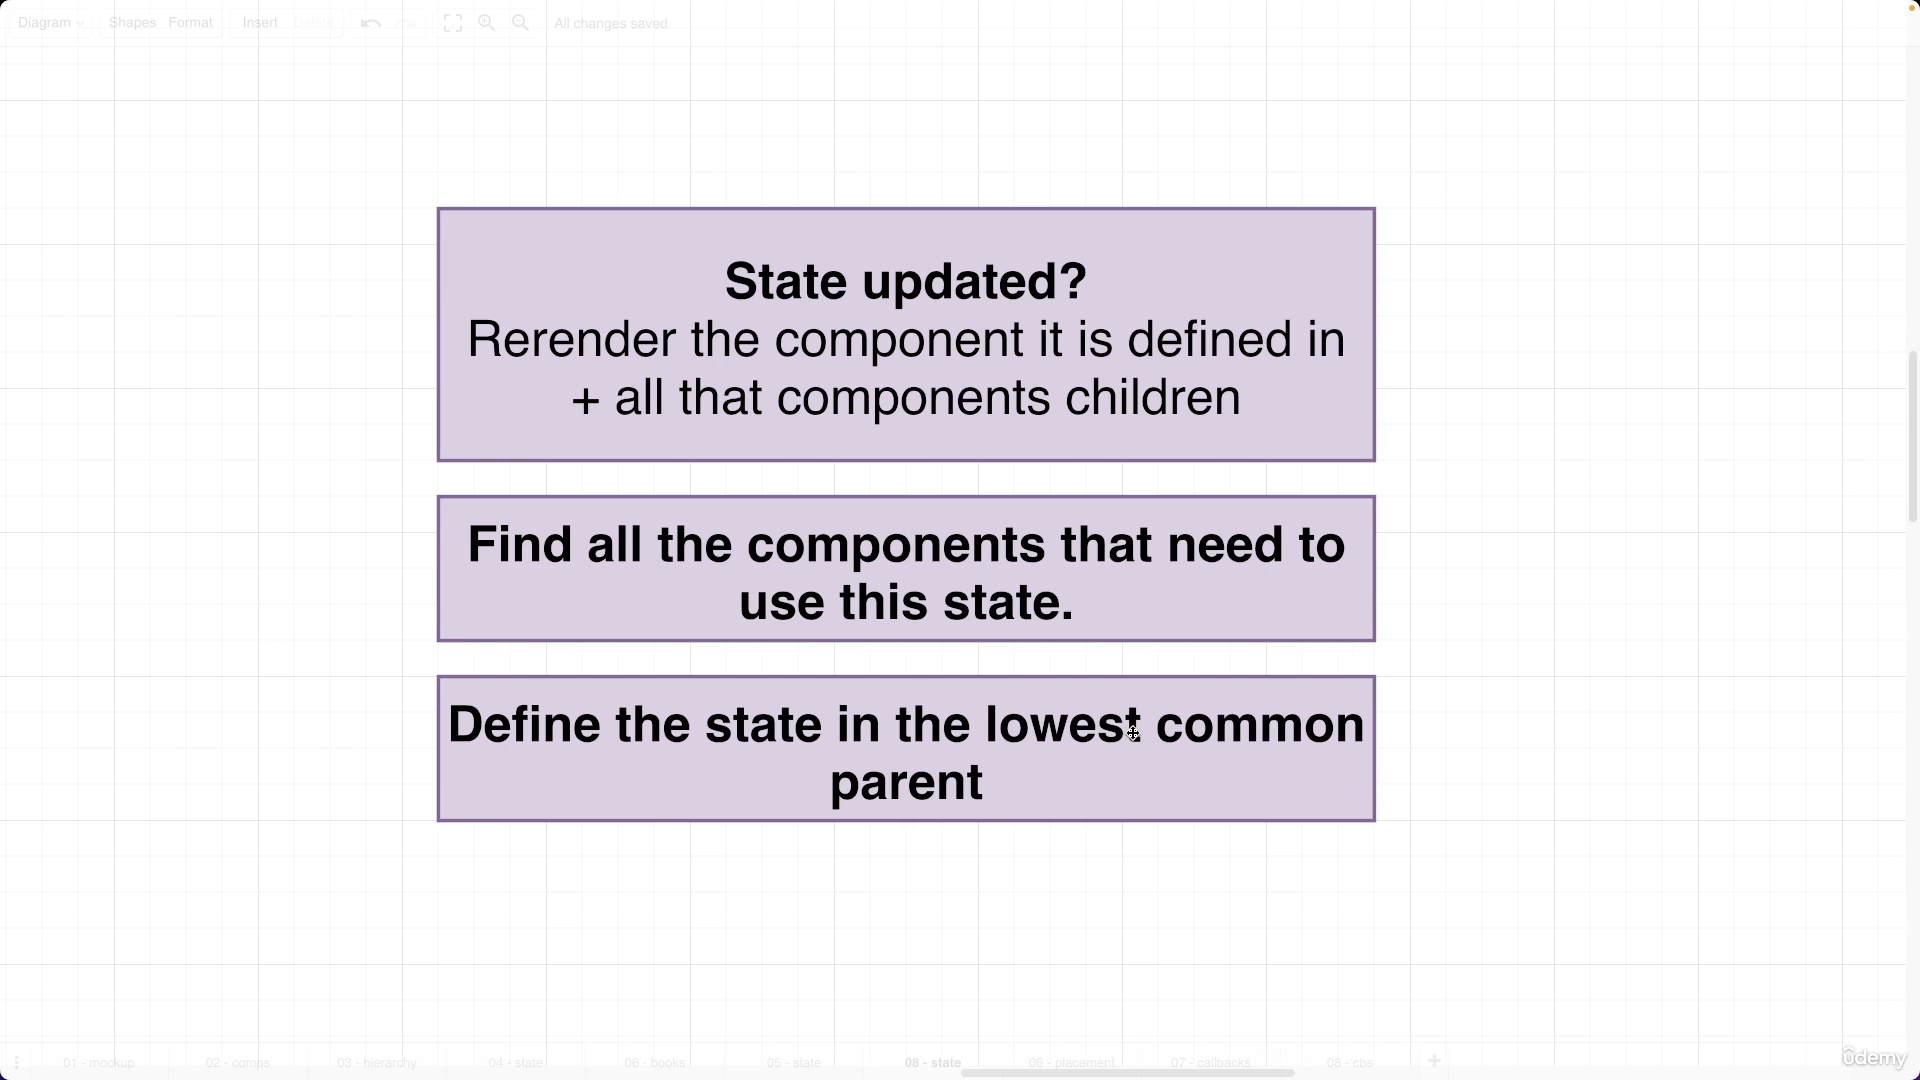 Diagram Shapes Format Insert Delete All changes saved
State updated?
Rerender the component it is defined in
+ all that components children
Find all the components that need to
use this state.
Define the state in the lowest common
parent
01 - mockup 02 - comps 03 - hierarchy 04 - state 06 - books 05 - state 08 - state 06 - placement 07 - callbacks 08 - cbs
ûdemy